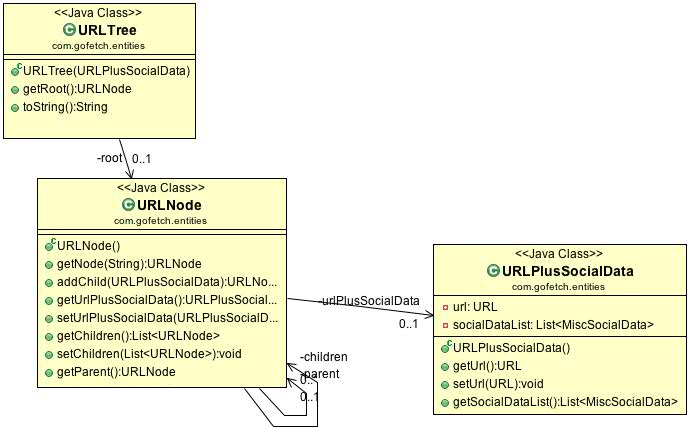 <<Java Class>>
URLTree
com.gofetch.entities
URLTree(URLPlusSocialData)
getRoot():URLNode
toString():String
-root
0..1
<<Java Class>>
URLNode
com.gofetch.entities
URLNode()
getNode(String):URLNode
addChild(URLPlusSocialData):URLNo...
getUrlPlusSocialData():URLPlusSocial...
setUrlPlusSocialData(URLPlusSocialD...
getChildren():List<URLNode>
setChildren(List<URLNode>):void
getParent():URLNode
-urlPlusSocialData
0..1
-children
-parent
0..*
0..1
<<Java Class>>
URLPlusSocialData
com.gofetch.entities
url: URL
socialDataList: List<MiscSocialData>
URLPlusSocialData()
getUrl():URL
setUrl(URL):void
getSocialDataList():List<MiscSocialData>